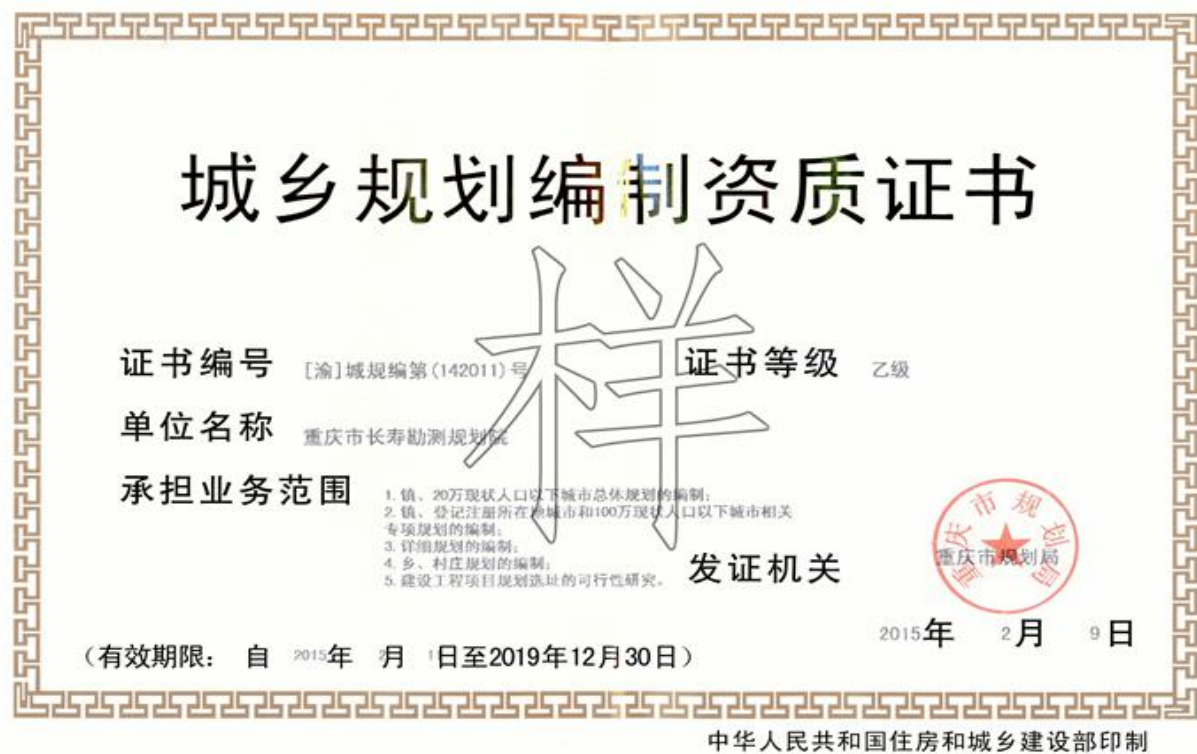 城乡规划编制资质证书
样
证书编号 [渝]城规编第(142011)号
证书等级 乙级
单位名称 重庆市长寿勘测规划院
承担业务范围
1. 镇、20万现状人口以下城市总体规划的编制;
2. 镇、登记注册所在地城市和100万现状人口以下城市相关
专项规划的编制;
3. 详细规划的编制;
4. 乡、村庄规划的编制;
5. 建设工程项目规划选址的可行性研究。
发证机关 重庆市规划局
重庆市规划局
2015年 2月 9日
(有效期限: 自 2015年 月 日至2019年12月30日)
中华人民共和国住房和城乡建设部印制